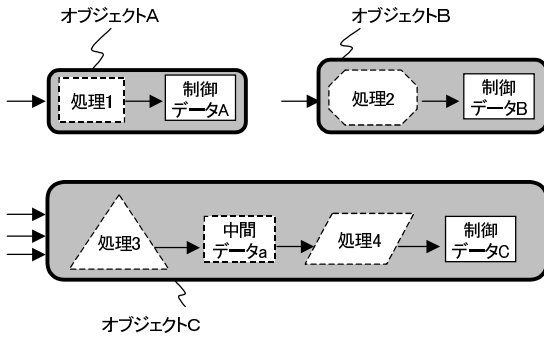 オブジェクトA
オブジェクトB
処理1
制御
データA
処理2
制御
データB
処理3
中間
データa
処理4
制御
データC
オブジェクトC